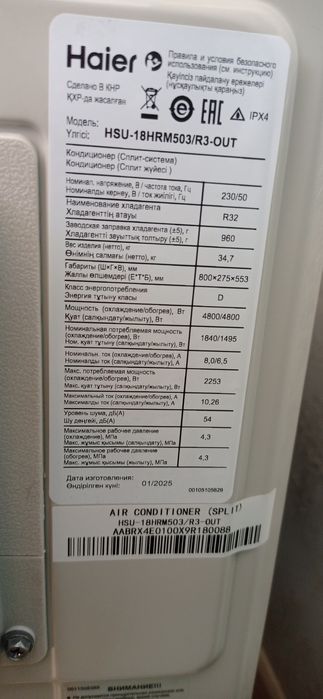 Haier
Правила и условия безопасного
использования (см. инструкцию)
Қауіпсіз пайдалану ережелері
(нұсқаулықты қараңыз)
Сделано в КНР
ҚХР-да жасалған
EAC
IPX4
Модель:
Үлгісі: HSU-18HRM503/R3-OUT
Кондиционер (Сплит-система)
Кондиционер (Сплит жүйесі)
Номинал. напряжение, В / частота тока, Гц
Номиналды кернеу, В / ток жиілігі, Гц
230/50
Наименование хладагента
Хладагенттің атауы
R32
Заводская заправка хладагента (±5), г
Хладагентті зауыттық толтыру (±5), г
960
Вес изделия (нетто), кг
Өнімнің салмағы (нетто), кг
34,7
Габариты (Ш×Г×В), мм
Жалпы өлшемдері (Е*Т*Б), мм
800×275×553
Класс энергопотребления
Энергия тұтыну класы
D
Мощность (охлаждение/обогрев), Вт
Қуат (салқындату/жылыту), Вт
4800/4800
Номинальная потребляемая мощность
(охлаждение/обогрев), Вт
Ном. қуат тұтыну (салқындату/жылыту), Вт
1840/1495
Номинальн. ток (охлаждение/обогрев), А
Номиналды ток (салқындату/жылыту), А
8,0/6,5
Макс. потребляемая мощность
(охлаждение/обогрев), Вт
Макс. қуат тұтыну (салқындату/жылыту), Вт
2253
Максимальный ток (охлаждение/обогрев), А
Максималды ток (салқындату/жылыту), А
10,26
Уровень шума, дБ(А)
Шу деңгейі, дБ(А)
54
Максимальное рабочее давление
(охлаждение), МПа
Макс. жұмыс қысымы (салқындату), МПа
4,3
Максимальное рабочее давление
(обогрев), МПа
Макс. жұмыс қысымы (жылыту), МПа
4,3
Дата изготовления:
Өндірілген күні:
01/2025
00105105829
AIR CONDITIONER (SPLIT)
HSU-18HRM503/R3-OUT
AABRX4E0100X9R180088
ВНИМАНИЕ!!!